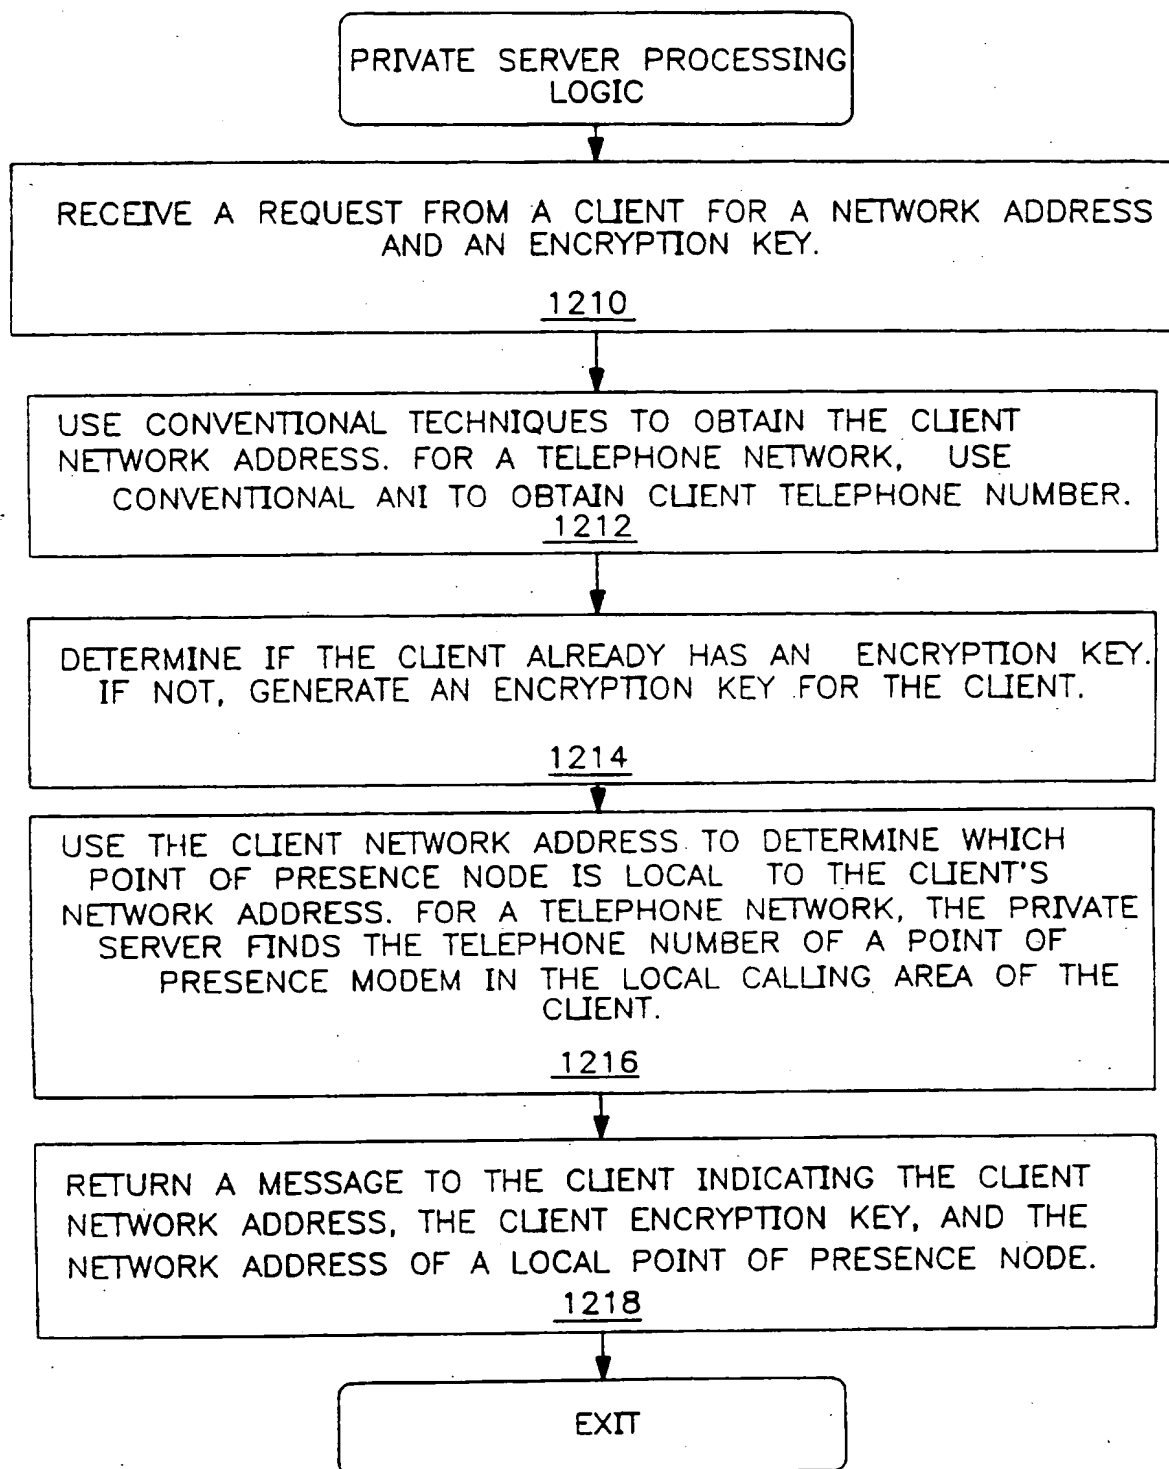 PRIVATE SERVER PROCESSING
LOGIC
RECEIVE A REQUEST FROM A CLIENT FOR A NETWORK ADDRESS
AND AN ENCRYPTION KEY.
1210
USE CONVENTIONAL TECHNIQUES TO OBTAIN THE CLIENT
NETWORK ADDRESS. FOR A TELEPHONE NETWORK, USE
CONVENTIONAL ANI TO OBTAIN CLIENT TELEPHONE NUMBER.
1212
DETERMINE IF THE CLIENT ALREADY HAS AN ENCRYPTION KEY.
IF NOT, GENERATE AN ENCRYPTION KEY FOR THE CLIENT.
1214
USE THE CLIENT NETWORK ADDRESS TO DETERMINE WHICH
POINT OF PRESENCE NODE IS LOCAL TO THE CLIENT'S
NETWORK ADDRESS. FOR A TELEPHONE NETWORK, THE PRIVATE
SERVER FINDS THE TELEPHONE NUMBER OF A POINT OF
PRESENCE MODEM IN THE LOCAL CALLING AREA OF THE
CLIENT.
1216
RETURN A MESSAGE TO THE CLIENT INDICATING THE CLIENT
NETWORK ADDRESS, THE CLIENT ENCRYPTION KEY, AND THE
NETWORK ADDRESS OF A LOCAL POINT OF PRESENCE NODE.
1218
EXIT